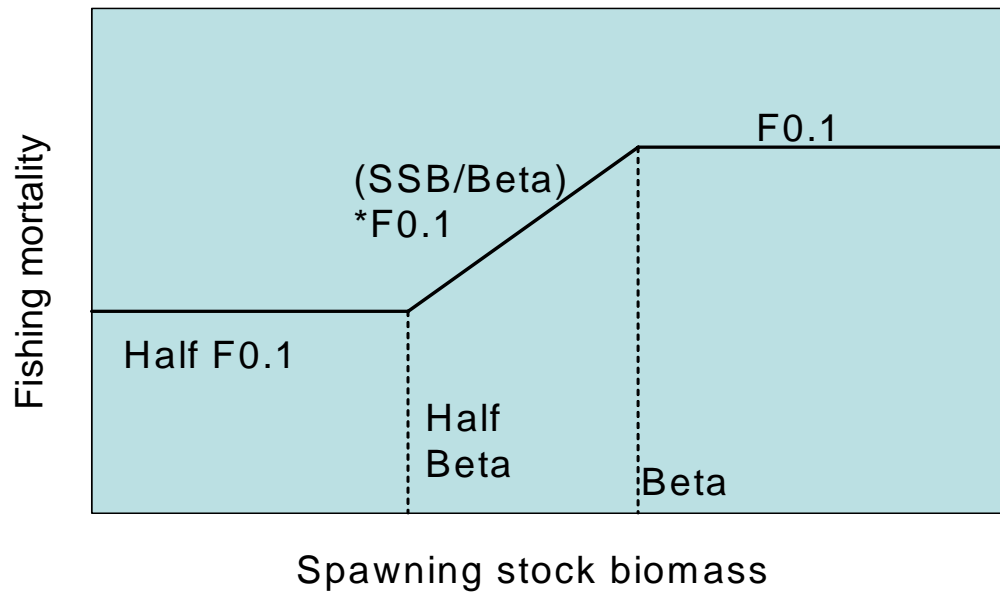 F0.1
(SSB/Beta)
*F0.1
Half F0.1
Half
Beta
Beta
Fishing mortality
Spawning stock biomass